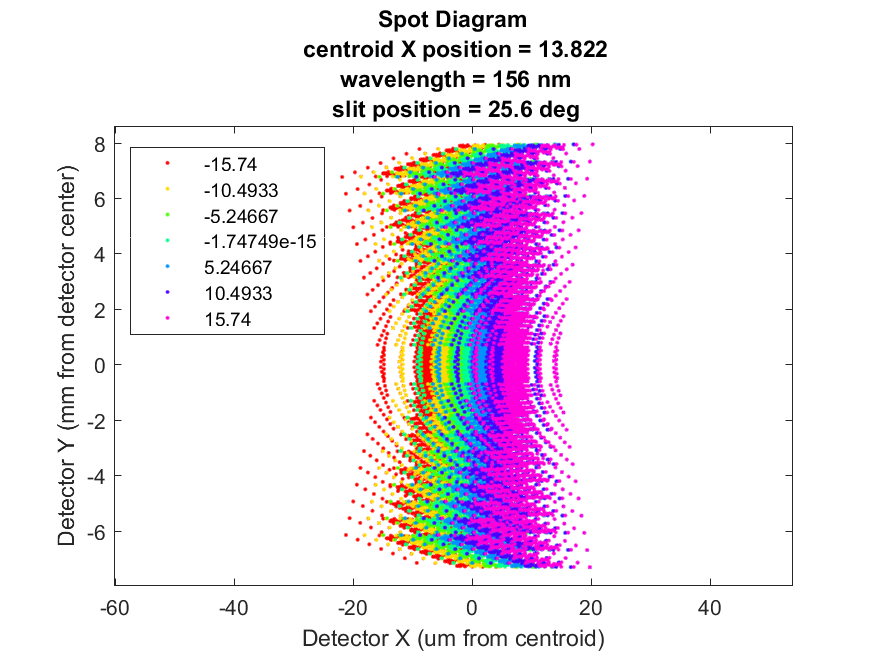 Spot Diagram
centroid X position = 13.822
wavelength = 156 nm
slit position = 25.6 deg
-15.74
-10.4933
-5.24667
-1.74749e-15
5.24667
10.4933
15.74
8
6
4
2
0
-2
-4
-6
Detector Y (mm from detector center)
-60
-40
-20
0
20
40
Detector X (um from centroid)